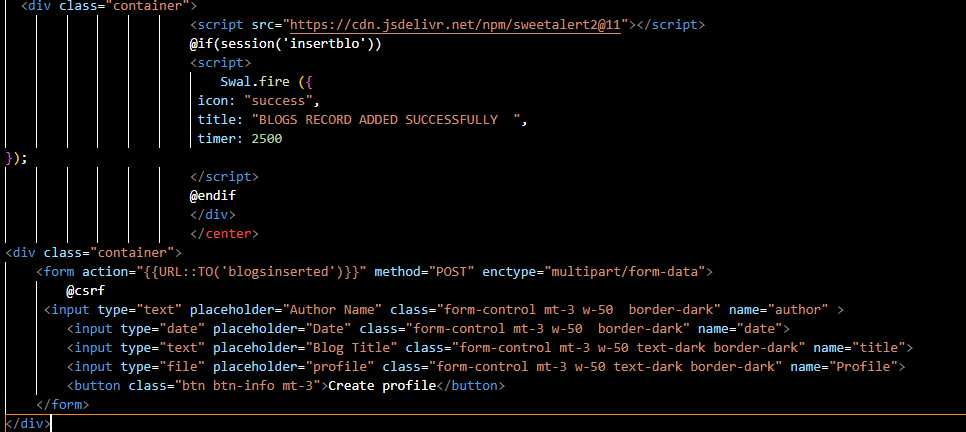 <div class="container">
<script src="https://cdn.jsdelivr.net/npm/sweetalert2@11"></script>
@if(session('insertblo'))
<script>
Swal.fire ({
icon: "success",
title: "BLOGS RECORD ADDED SUCCESSFULLY  ",
timer: 2500
});
</script>
@endif
</div>
</center>
<div class="container">
<form action="{{URL::TO('blogsinserted')}}" method="POST" enctype="multipart/form-data">
@csrf
<input type="text" placeholder="Author Name" class="form-control mt-3 w-50  border-dark" name="author" >
<input type="date" placeholder="Date" class="form-control mt-3 w-50  border-dark" name="date">
<input type="text" placeholder="Blog Title" class="form-control mt-3 w-50 text-dark border-dark" name="title">
<input type="file" placeholder="profile" class="form-control mt-3 w-50 text-dark border-dark" name="Profile">
<button class="btn btn-info mt-3">Create profile</button>
</form>
</div>